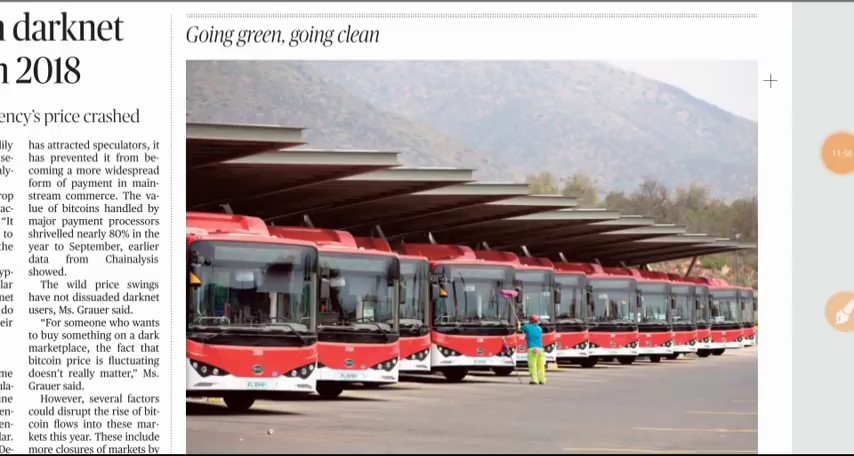 darknet
2018
ency's price crashed
has attracted speculators, it
has prevented it from be-
coming a more widespread
form of payment in main-
stream commerce. The va-
lue of bitcoins handled by
major payment processors
shrivelled nearly 80% in the
year to September, earlier
data from Chainalysis
showed.
The wild price swings
have not dissuaded darknet
users, Ms. Grauer said.
"For someone who wants
to buy something on a dark
marketplace, the fact that
bitcoin price is fluctuating
doesn't really matter," Ms.
Grauer said.
However, several factors
could disrupt the rise of bit-
coin flows into these mar-
kets this year. These include
more closures of markets by
Going green, going clean
11:56